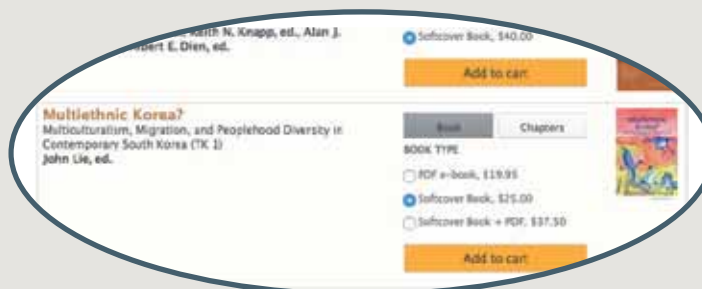 Keith N. Knapp, ed., Alan J.
Dien, ed.
Softcover Book, $40.00
Add to cart
Multiethnic Korea?
Multiculturalism, Migration, and Peoplehood Diversity in
Contemporary South Korea (TK 1)
John Lie, ed.
Book
Chapters
BOOK TYPE
PDF e-book, $19.95
Softcover Book, $25.00
Softcover Book + PDF, $37.50
Add to cart